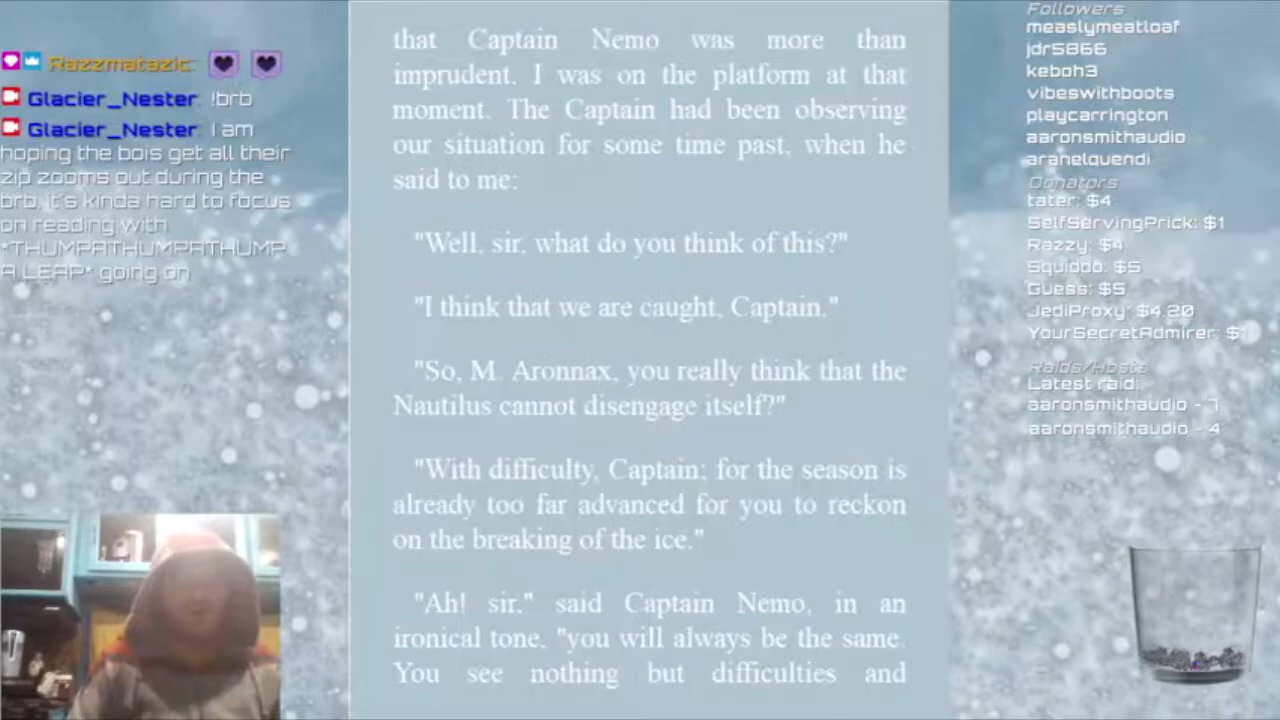 Razzmatazic:
Glacier_Nester: !brb
Glacier_Nester: I am
hoping the bois get all their
zip zooms out during the
brb, it's kinda hard to focus
on reading with
*THUMPATHUMPATHUMP
A LEAP* going on
that Captain Nemo was more than
imprudent. I was on the platform at that
moment. The Captain had been observing
our situation for some time past, when he
said to me:
"Well, sir, what do you think of this?"
"I think that we are caught, Captain."
"So, M. Aronnax, you really think that the
Nautilus cannot disengage itself?"
"With difficulty, Captain; for the season is
already too far advanced for you to reckon
on the breaking of the ice."
"Ah! sir," said Captain Nemo, in an
ironical tone, "you will always be the same.
You see nothing but difficulties and
Followers
measlymeatloaf
jdr5866
keboh3
vibeswithboots
playcarrington
aaronsmithaudio
aranelquendi
Donators
tater: $4
SelfServingPrick: $1
Razzy: $4
Squidoo: $5
Guess: $5
JediProxy: $4.20
YourSecretAdmirer: $1
Raids/Hosts
Latest raid:
aaronsmithaudio - 7
aaronsmithaudio - 4